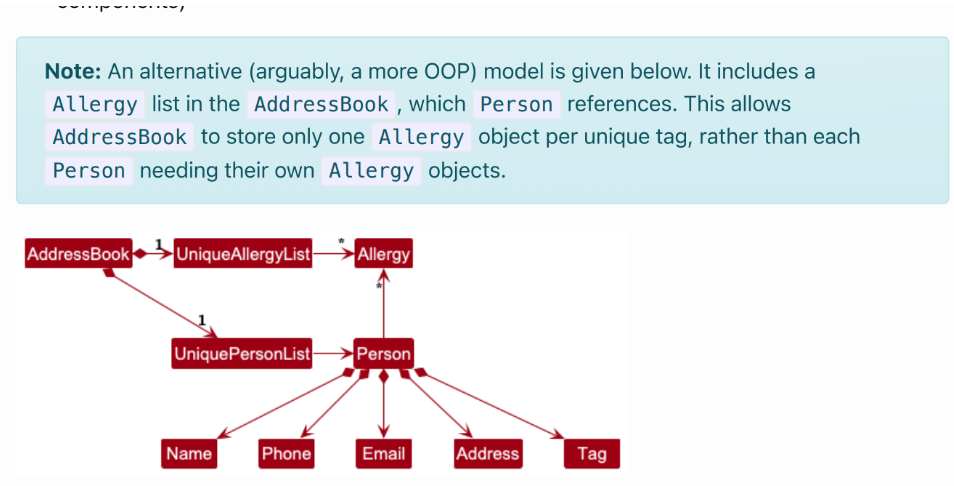 components)
Note: An alternative (arguably, a more OOP) model is given below. It includes a
Allergy list in the AddressBook , which Person references. This allows
AddressBook to store only one Allergy object per unique tag, rather than each
Person needing their own Allergy objects.
AddressBook 1 UniqueAllergyList * Allergy
*
1
UniquePersonList Person
Name Phone Email Address Tag